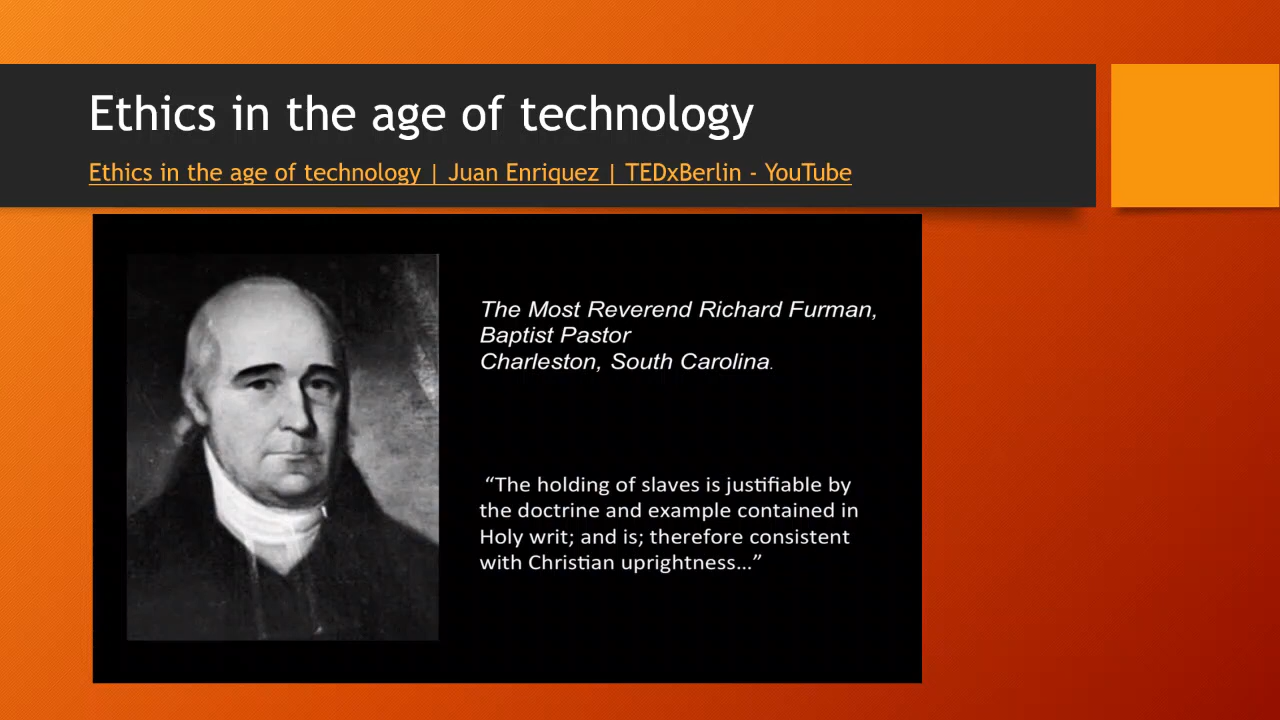 Ethics in the age of technology
Ethics in the age of technology | Juan Enriquez | TEDxBerlin - YouTube
The Most Reverend Richard Furman,
Baptist Pastor
Charleston, South Carolina.
“The holding of slaves is justifiable by
the doctrine and example contained in
Holy writ; and is; therefore consistent
with Christian uprightness…”